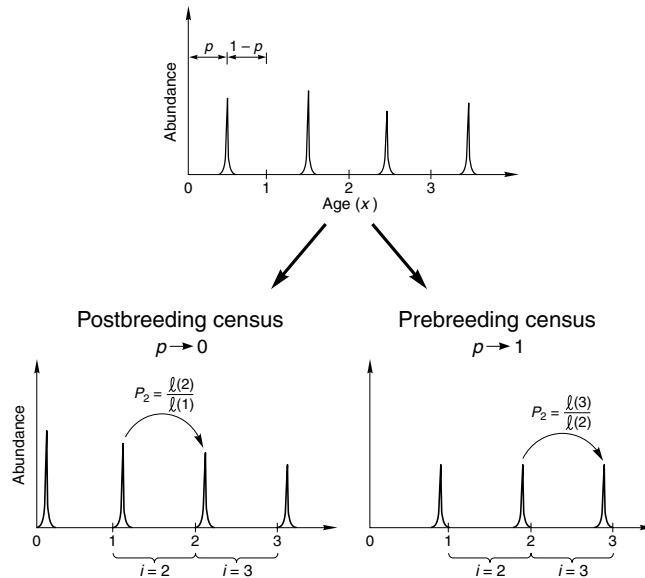 p
1 – p
Abundance
0
1
2
3
Age (x)
Postbreeding census
p → 0
Prebreeding census
p → 1
Abundance
P₂ = ℓ(2)/ℓ(1)
0
1
2
3
i = 2
i = 3
P₂ = ℓ(3)/ℓ(2)
0
1
2
3
i = 2
i = 3